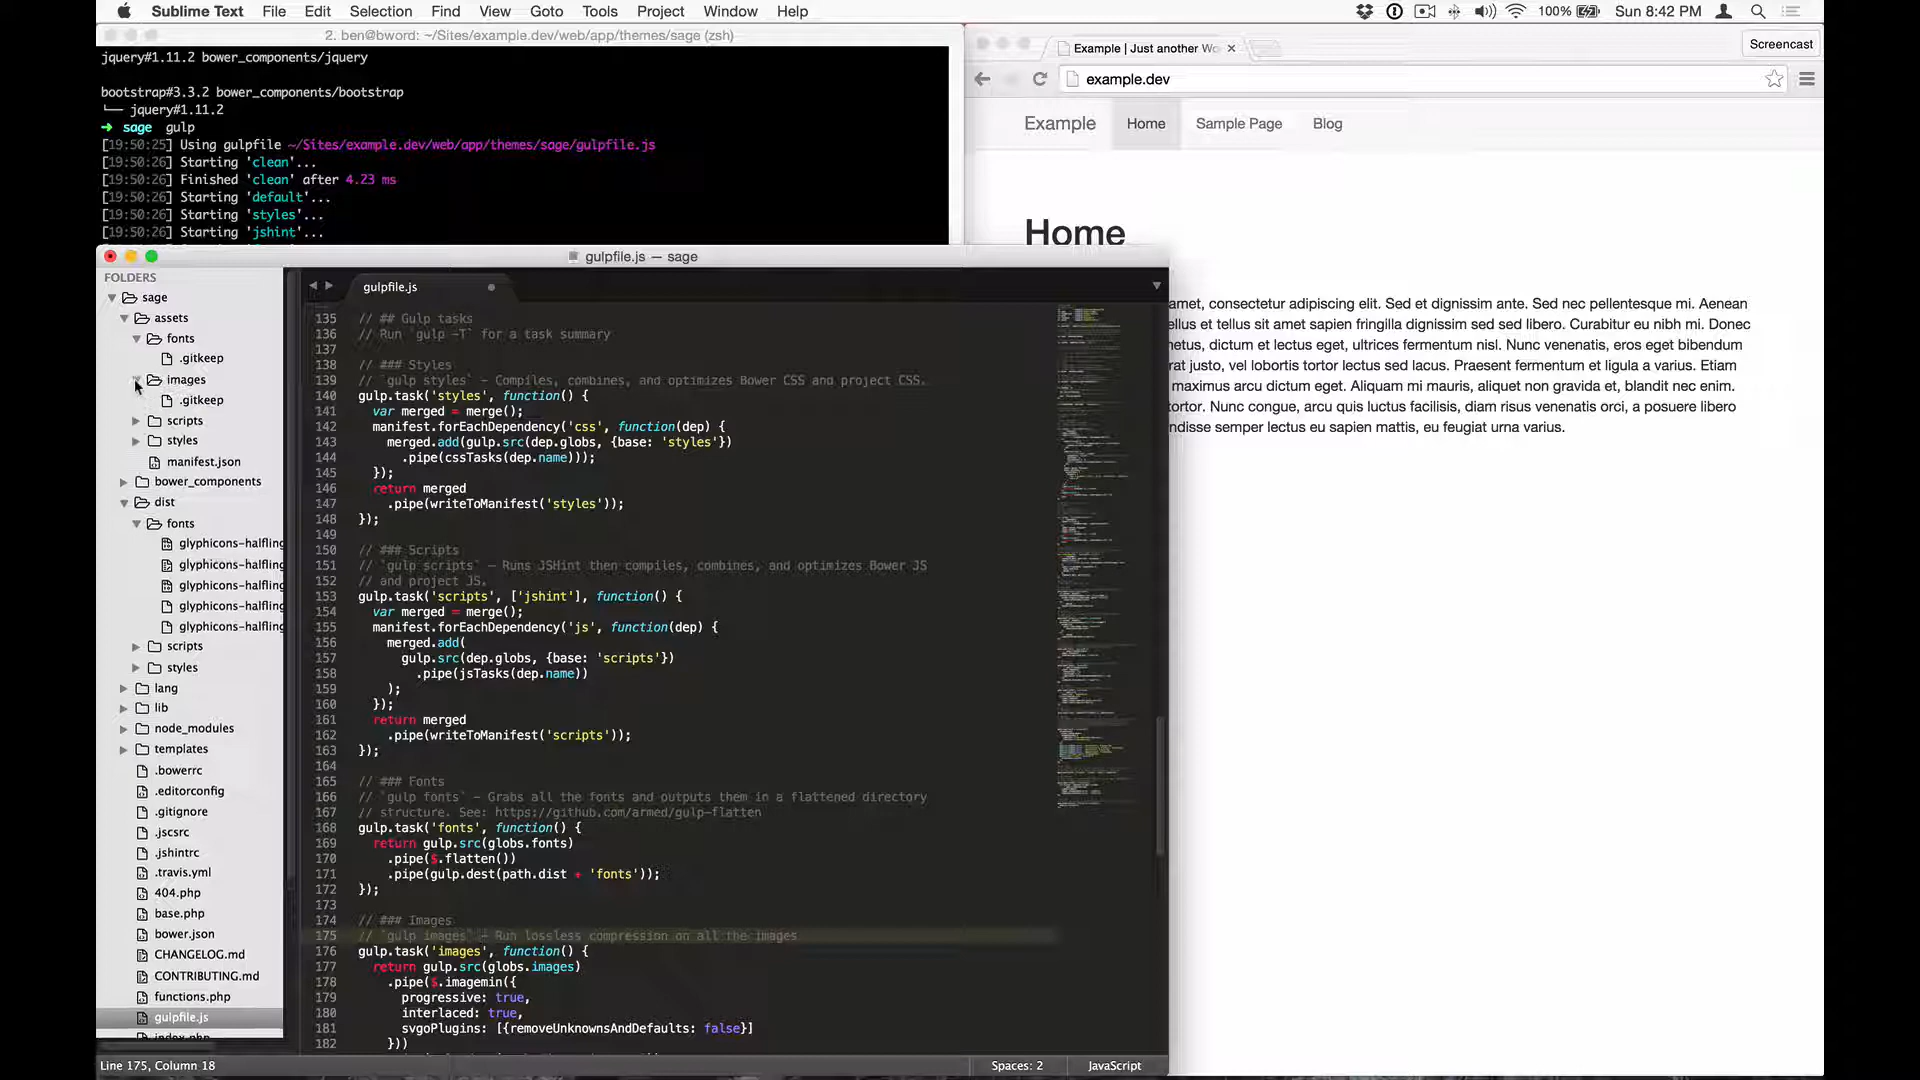 Sublime Text File Edit Selection Find View Goto Tools Project Window Help
100% Sun 8:42 PM
2. ben@bword: ~/Sites/example.dev/web/app/themes/sage (zsh)
jquery#1.11.2 bower_components/jquery
bootstrap#3.3.2 bower_components/bootstrap
└── jquery#1.11.2
➜ sage gulp
[19:50:25] Using gulpfile ~/Sites/example.dev/web/app/themes/sage/gulpfile.js
[19:50:26] Starting 'clean'...
[19:50:26] Finished 'clean' after 4.23 ms
[19:50:26] Starting 'default'...
[19:50:26] Starting 'styles'...
[19:50:26] Starting 'jshint'...
Example | Just another Wo
Screencast
example.dev
Example Home Sample Page Blog
Home
amet, consectetur adipiscing elit. Sed et dignissim ante. Sed nec pellentesque mi. Aenean
ellus et tellus sit amet sapien fringilla dignissim sed sed libero. Curabitur eu nibh mi. Donec
netus, dictum et lectus eget, ultrices fermentum nisl. Nunc venenatis, eros eget bibendum
rat justo, vel lobortis tortor lectus sed lacus. Praesent fermentum et ligula a varius. Etiam
maximus arcu dictum eget. Aliquam mi mauris, aliquet non gravida et, blandit nec enim.
tortor. Nunc congue, arcu quis luctus facilisis, diam risus venenatis orci, a posuere libero
ndisse semper lectus eu sapien mattis, eu feugiat urna varius.
gulpfile.js — sage
FOLDERS
sage
assets
fonts
.gitkeep
images
.gitkeep
scripts
styles
manifest.json
bower_components
dist
fonts
glyphicons-halfling
glyphicons-halfling
glyphicons-halfling
glyphicons-halfling
glyphicons-halfling
scripts
styles
lang
lib
node_modules
templates
.bowerrc
.editorconfig
.gitignore
.jscsrc
.jshintrc
.travis.yml
404.php
base.php
bower.json
CHANGELOG.md
CONTRIBUTING.md
functions.php
gulpfile.js
index.php
gulpfile.js
135 // ## Gulp tasks
136 // Run `gulp -T` for a task summary
137
138 // ### Styles
139 // `gulp styles` - Compiles, combines, and optimizes Bower CSS and project CSS.
140 gulp.task('styles', function() {
141 var merged = merge();
142 manifest.forEachDependency('css', function(dep) {
143 merged.add(gulp.src(dep.globs, {base: 'styles'})
144 .pipe(cssTasks(dep.name)));
145 });
146 return merged
147 .pipe(writeToManifest('styles'));
148 });
149
150 // ### Scripts
151 // `gulp scripts` - Runs JSHint then compiles, combines, and optimizes Bower JS
152 // and project JS.
153 gulp.task('scripts', ['jshint'], function() {
154 var merged = merge();
155 manifest.forEachDependency('js', function(dep) {
156 merged.add(
157 gulp.src(dep.globs, {base: 'scripts'})
158 .pipe(jsTasks(dep.name))
159 );
160 });
161 return merged
162 .pipe(writeToManifest('scripts'));
163 });
164
165 // ### Fonts
166 // `gulp fonts` - Grabs all the fonts and outputs them in a flattened directory
167 // structure. See: https://github.com/armed/gulp-flatten
168 gulp.task('fonts', function() {
169 return gulp.src(globs.fonts)
170 .pipe($.flatten())
171 .pipe(gulp.dest(path.dist + 'fonts'));
172 });
173
174 // ### Images
175 // `gulp images` - Run lossless compression on all the images
176 gulp.task('images', function() {
177 return gulp.src(globs.images)
178 .pipe($.imagemin({
179 progressive: true,
180 interlaced: true,
181 svgoPlugins: [{removeUnknownsAndDefaults: false}]
182 }))
Line 175, Column 18 Spaces: 2 JavaScript